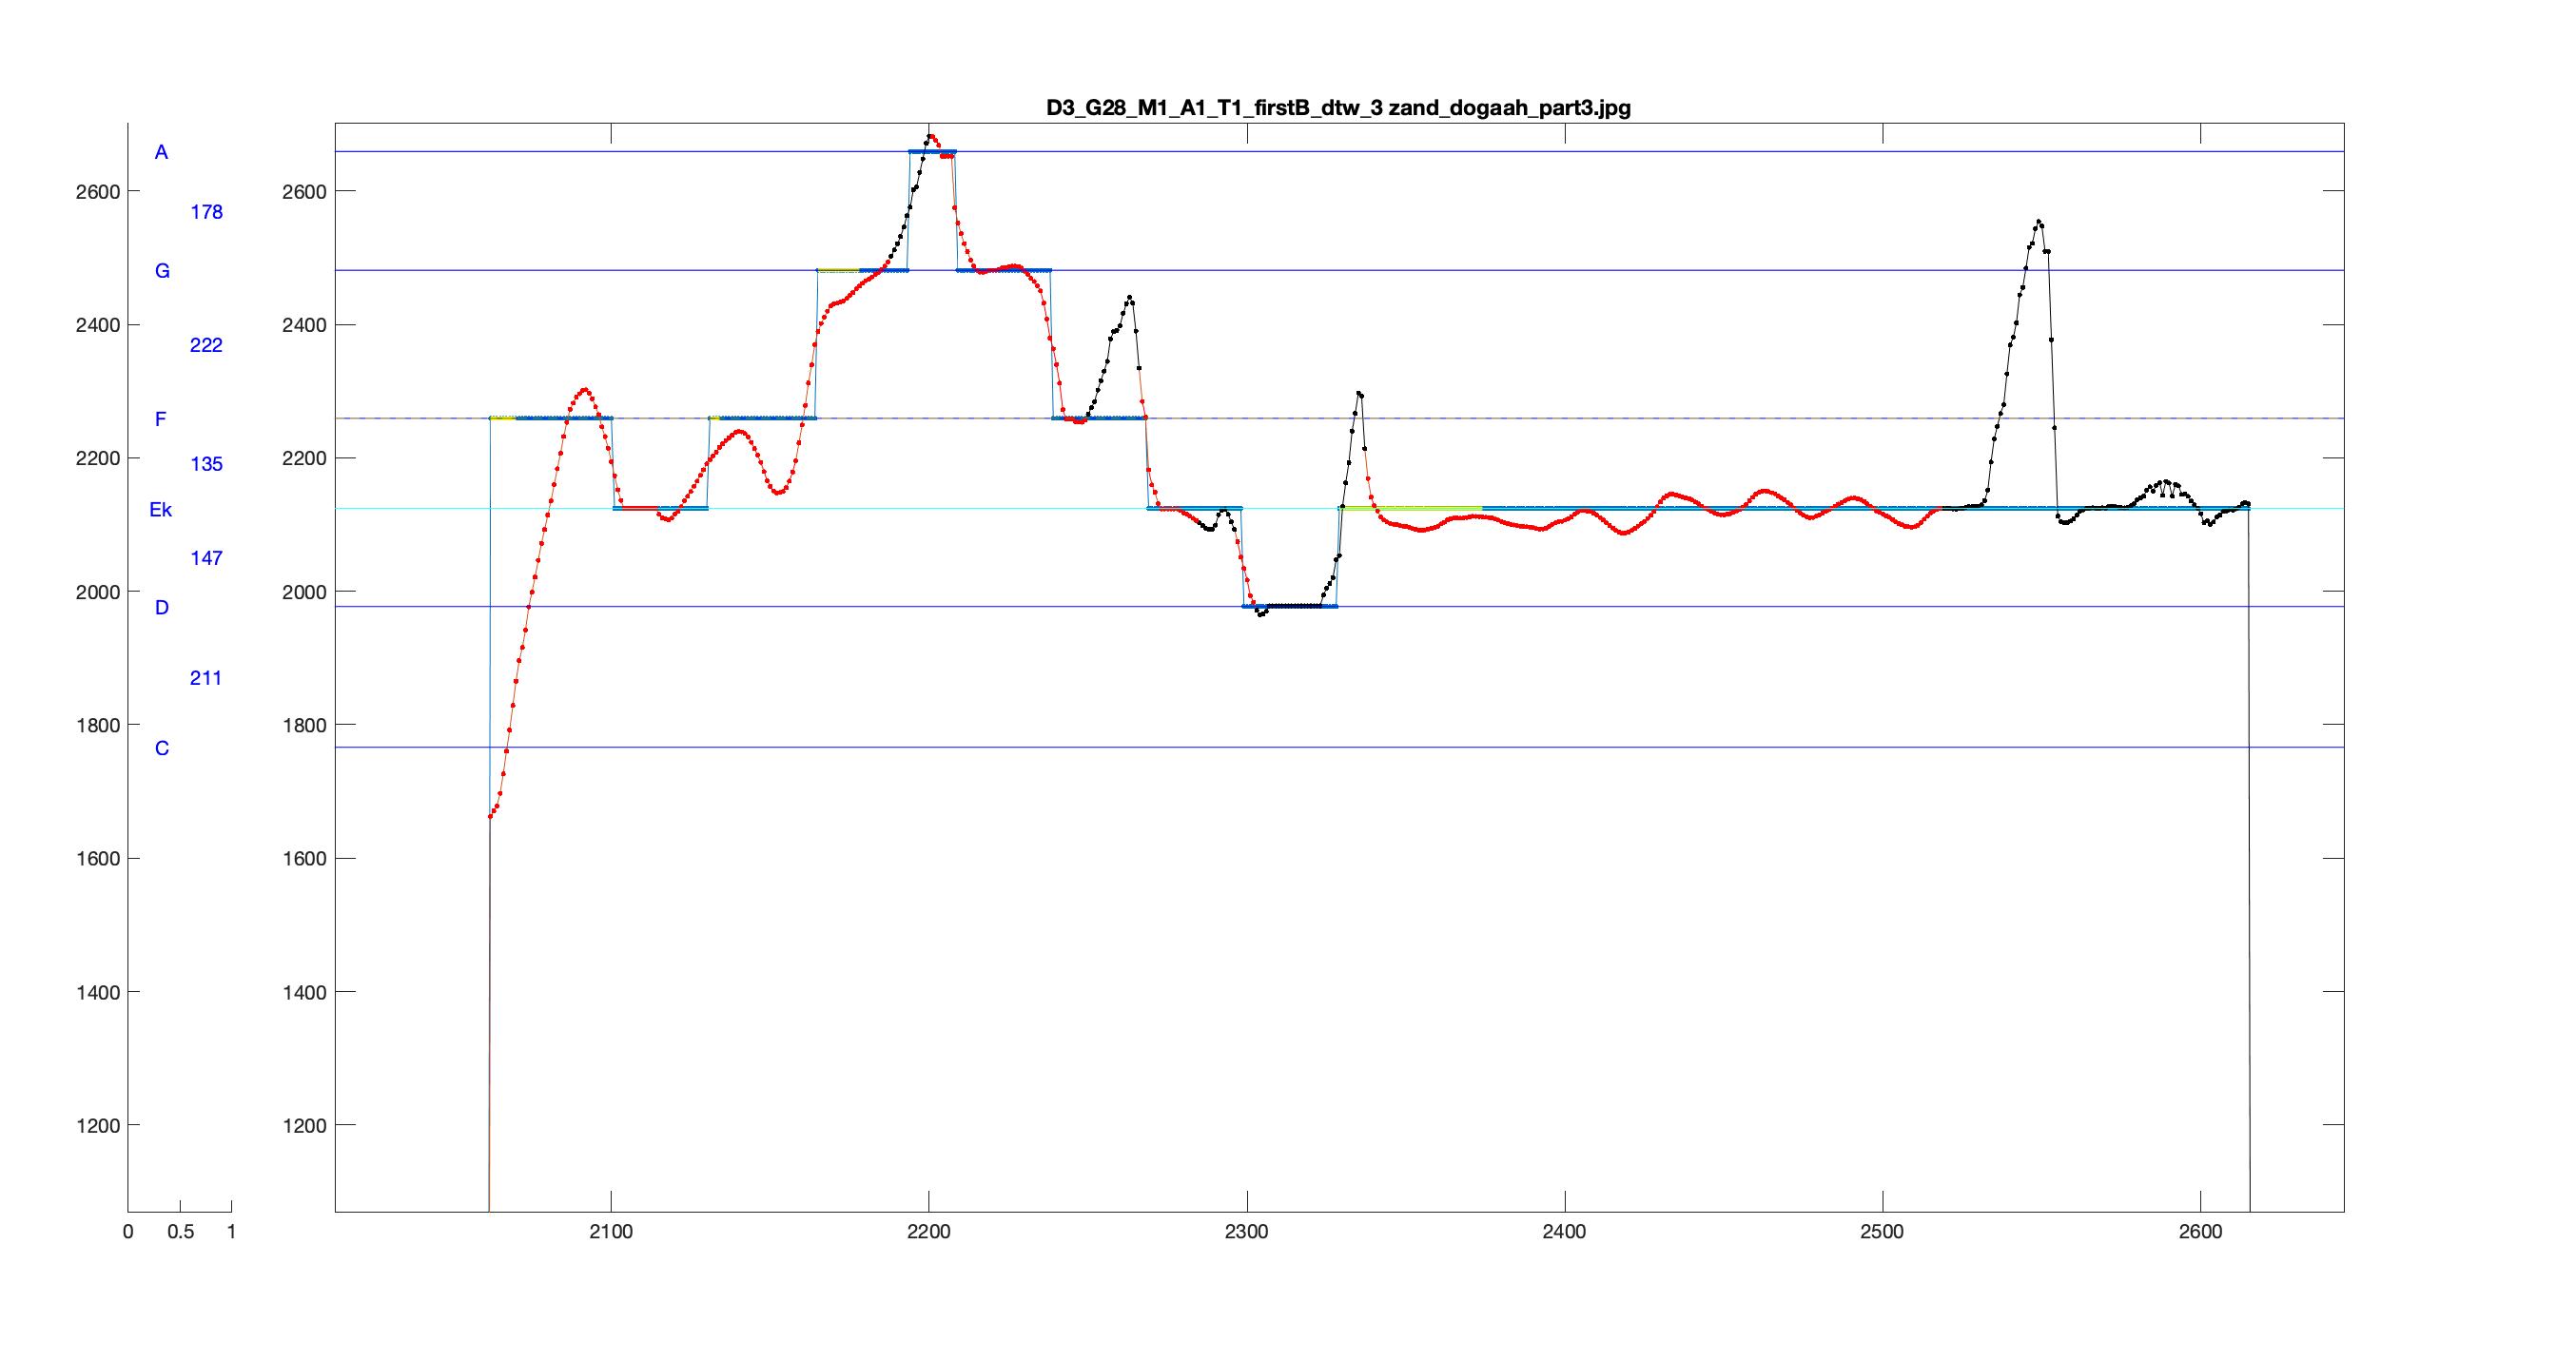 D3_G28_M1_A1_T1_firstB_dtw_3 zand_dogaah_part3.jpg
A
2600 2600
178
G
2400 2400
222
F
2200 135 2200
Ek
147
2000 2000
D
211
1800 1800
C
1600 1600
1400 1400
1200 1200
0 0.5 1 2100 2200 2300 2400 2500 2600